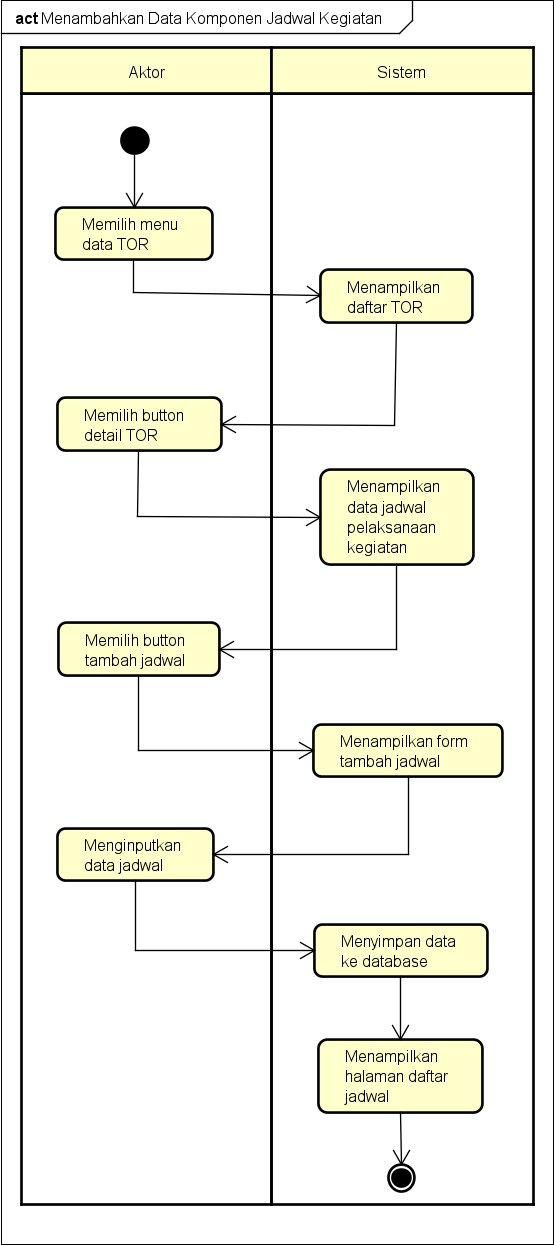 act Menambahkan Data Komponen Jadwal Kegiatan
Aktor
Sistem
Memilih menu
data TOR
Menampilkan
daftar TOR
Memilih button
detail TOR
Menampilkan
data jadwal
pelaksanaan
kegiatan
Memilih button
tambah jadwal
Menampilkan form
tambah jadwal
Menginputkan
data jadwal
Menyimpan data
ke database
Menampilkan
halaman daftar
jadwal